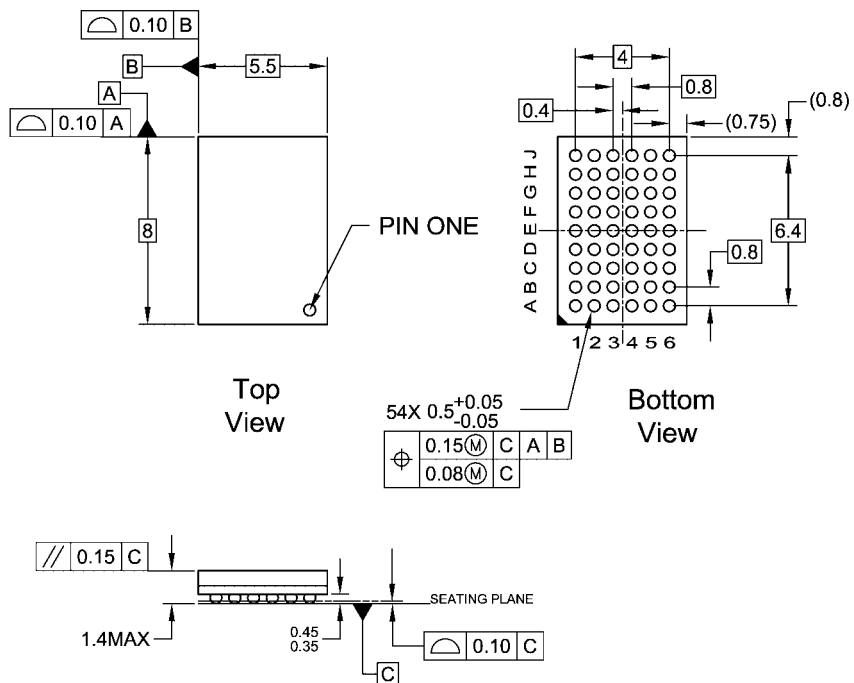 ⌓ 0.10 B
B
5.5
A
⌓ 0.10 A
8
PIN ONE
Top
View
4
0.8
0.4
(0.75)
(0.8)
J
H
G
F
E
D
C
B
A
6.4
0.8
1 2 3 4 5 6
54X 0.5 +0.05
-0.05
⌖ 0.15 Ⓜ C A B
0.08 Ⓜ C
Bottom
View
// 0.15 C
1.4MAX
0.45
0.35
SEATING PLANE
⌓ 0.10 C
C